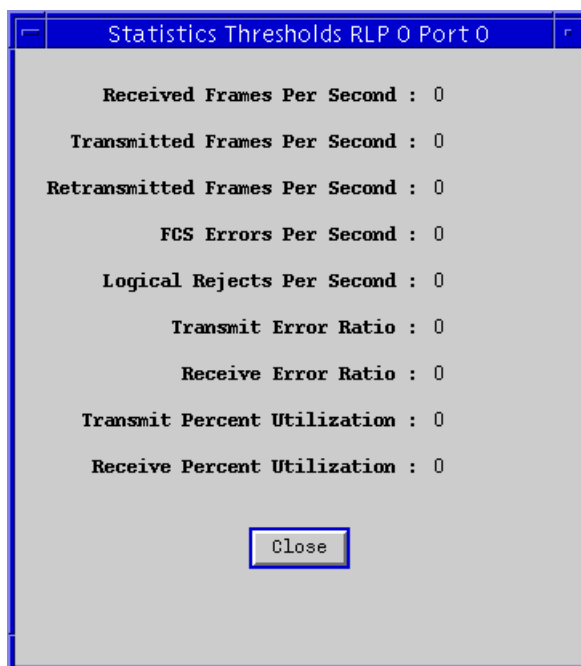 Statistics Thresholds RLP 0 Port 0
Received Frames Per Second : 0
Transmitted Frames Per Second : 0
Retransmitted Frames Per Second : 0
FCS Errors Per Second : 0
Logical Rejects Per Second : 0
Transmit Error Ratio : 0
Receive Error Ratio : 0
Transmit Percent Utilization : 0
Receive Percent Utilization : 0
Close